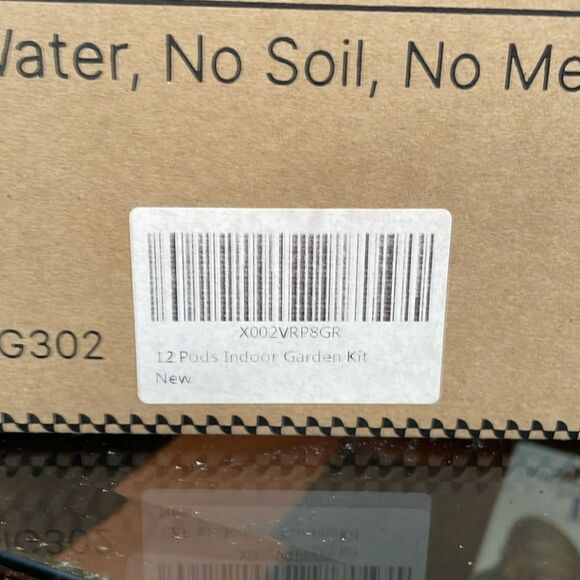 Water, No Soil, No Me
X002VRP8GR
G302
12 Pods Indoor Garden Kit
New